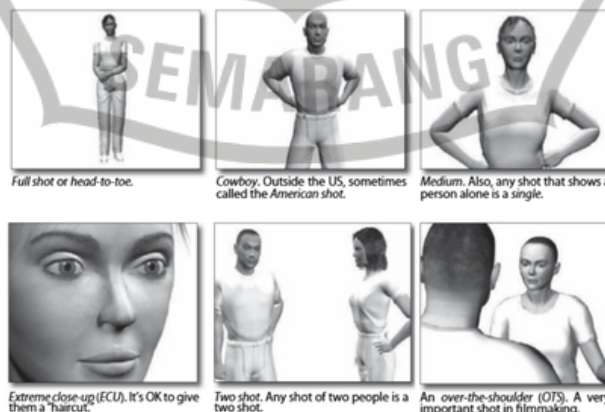 SEMARANG
Full shot or head-to-toe.
Cowboy. Outside the US, sometimes
called the American shot.
Medium. Also, any shot that shows a
person alone is a single.
Extreme close-up (ECU). It's OK to give
them a "haircut."
Two shot. Any shot of two people is a
two shot.
An over-the-shoulder (OTS). A very
important shot in filmmaking.